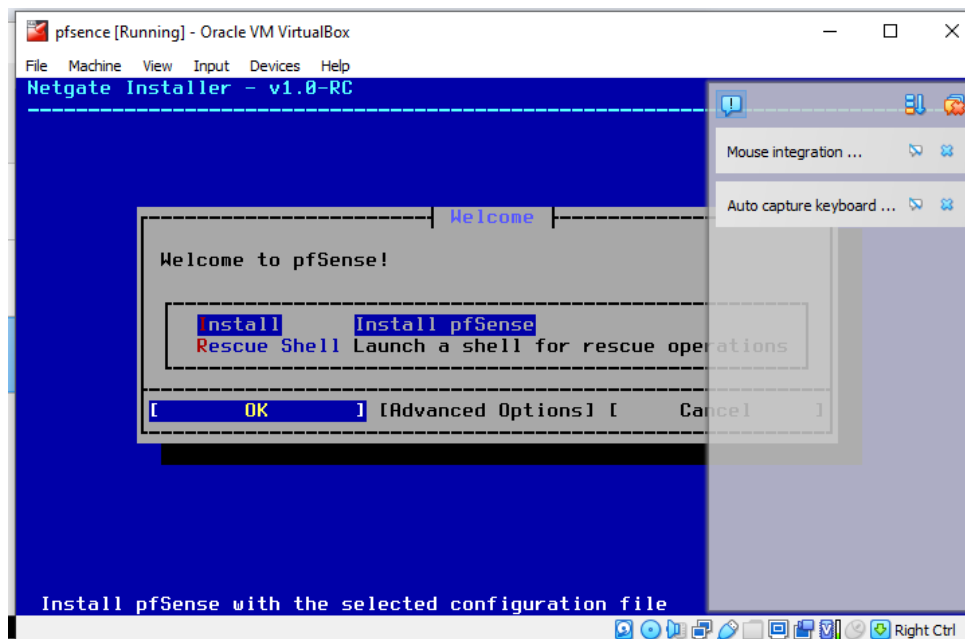 pfsence [Running] - Oracle VM VirtualBox
File Machine View Input Devices Help
Netgate Installer - v1.0-RC
Mouse integration ...
Auto capture keyboard ...
Welcome
Welcome to pfSense!
Install Install pfSense
Rescue Shell Launch a shell for rescue operations
[ OK ] [Advanced Options] [ Cancel ]
Install pfSense with the selected configuration file
Right Ctrl